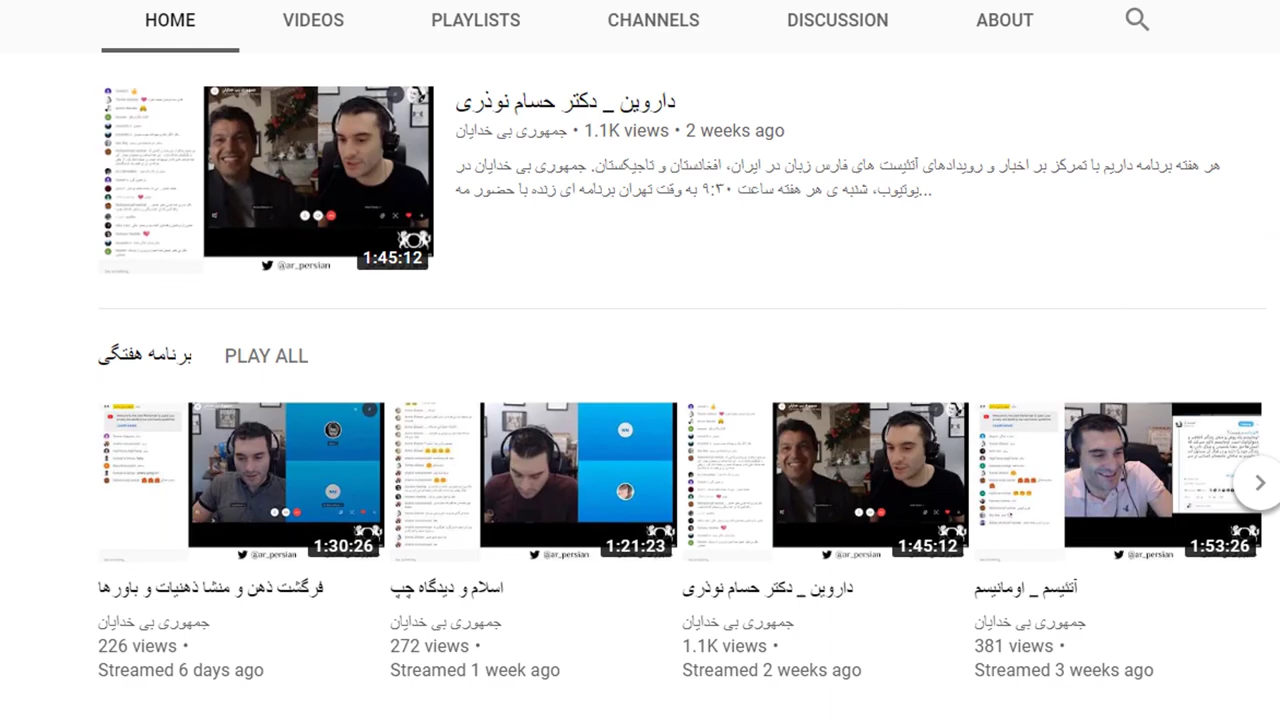 HOME VIDEOS PLAYLISTS CHANNELS DISCUSSION ABOUT
داروین _ دکتر حسام نوذری
جمهوری بی خدایان • 1.1K views • 2 weeks ago
هر هفته برنامه داریم با تمرکز بر اخبار و رویدادهای آتئیست های فارس زبان در ایران، افغانستان و تاجیکستان. جمهوری بی خدایان در
یوتیوب، شنبه ی هر هفته ساعت ۹:۳۰ به وقت تهران برنامه ای زنده با حضور مه...
1:45:12
@ar_persian
برنامه هفتگی PLAY ALL
1:30:26
@ar_persian
1:21:23
@ar_persian
1:45:12
@ar_persian
1:53:26
@ar_persian
فرگشت ذهن و منشا ذهنیات و باورها
جمهوری بی خدایان
226 views •
Streamed 6 days ago
اسلام و دیدگاه چپ
جمهوری بی خدایان
272 views •
Streamed 1 week ago
داروین _ دکتر حسام نوذری
جمهوری بی خدایان
1.1K views •
Streamed 2 weeks ago
آتئیسم _ اومانیسم
جمهوری بی خدایان
381 views •
Streamed 3 weeks ago